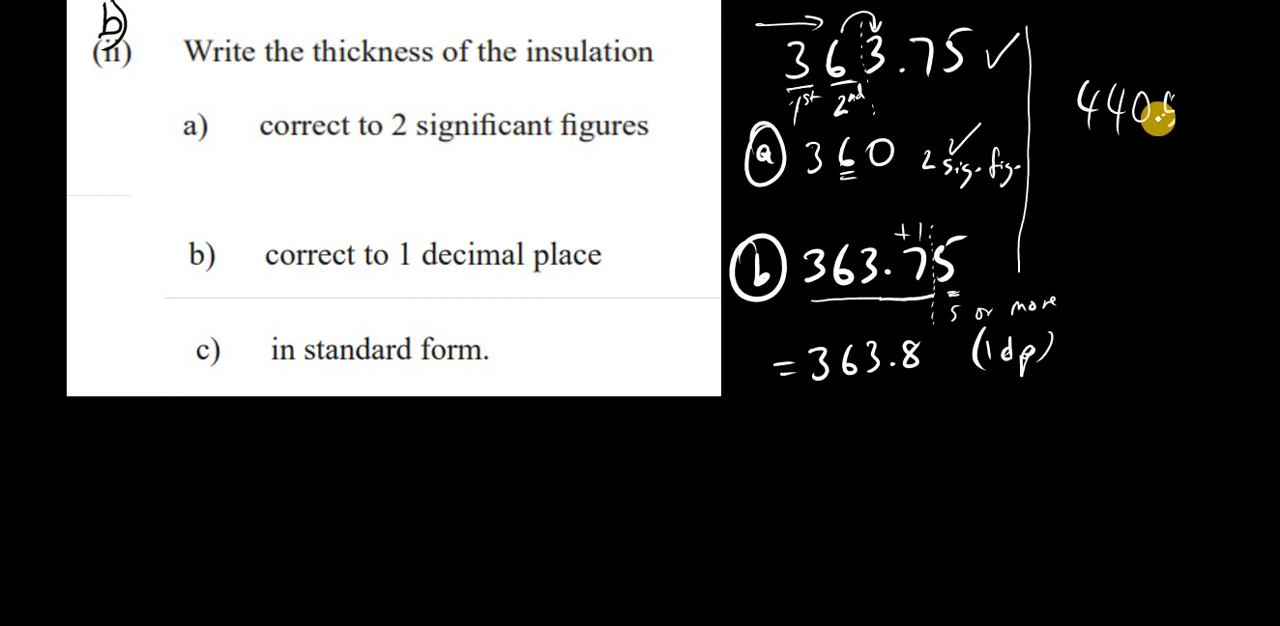 b)
(ii) Write the thickness of the insulation
a) correct to 2 significant figures
b) correct to 1 decimal place
c) in standard form.
363.75 ✓
1st 2nd
a 360 2 sig. fig. ✓
+1
b 363.75
5 or more
= 363.8 (1dp)
440.5